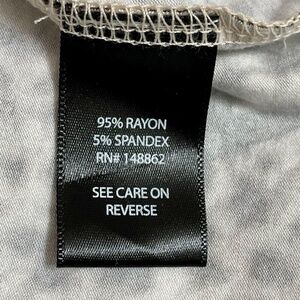 95% RAYON
5% SPANDEX
RN# 148862
SEE CARE ON
REVERSE